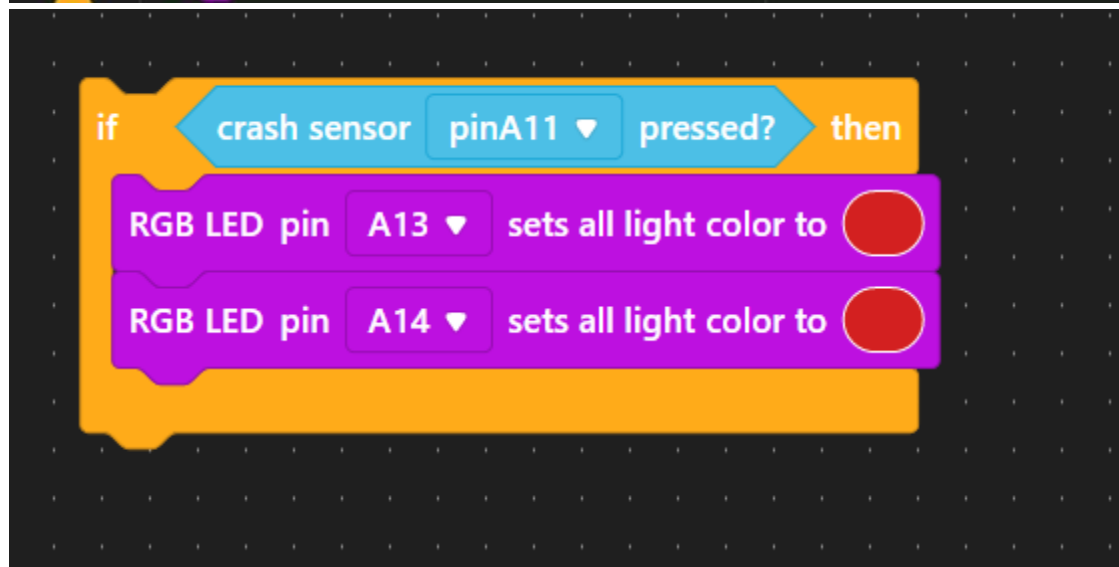 if crash sensor pinA11 pressed? then
RGB LED pin A13 sets all light color to
RGB LED pin A14 sets all light color to